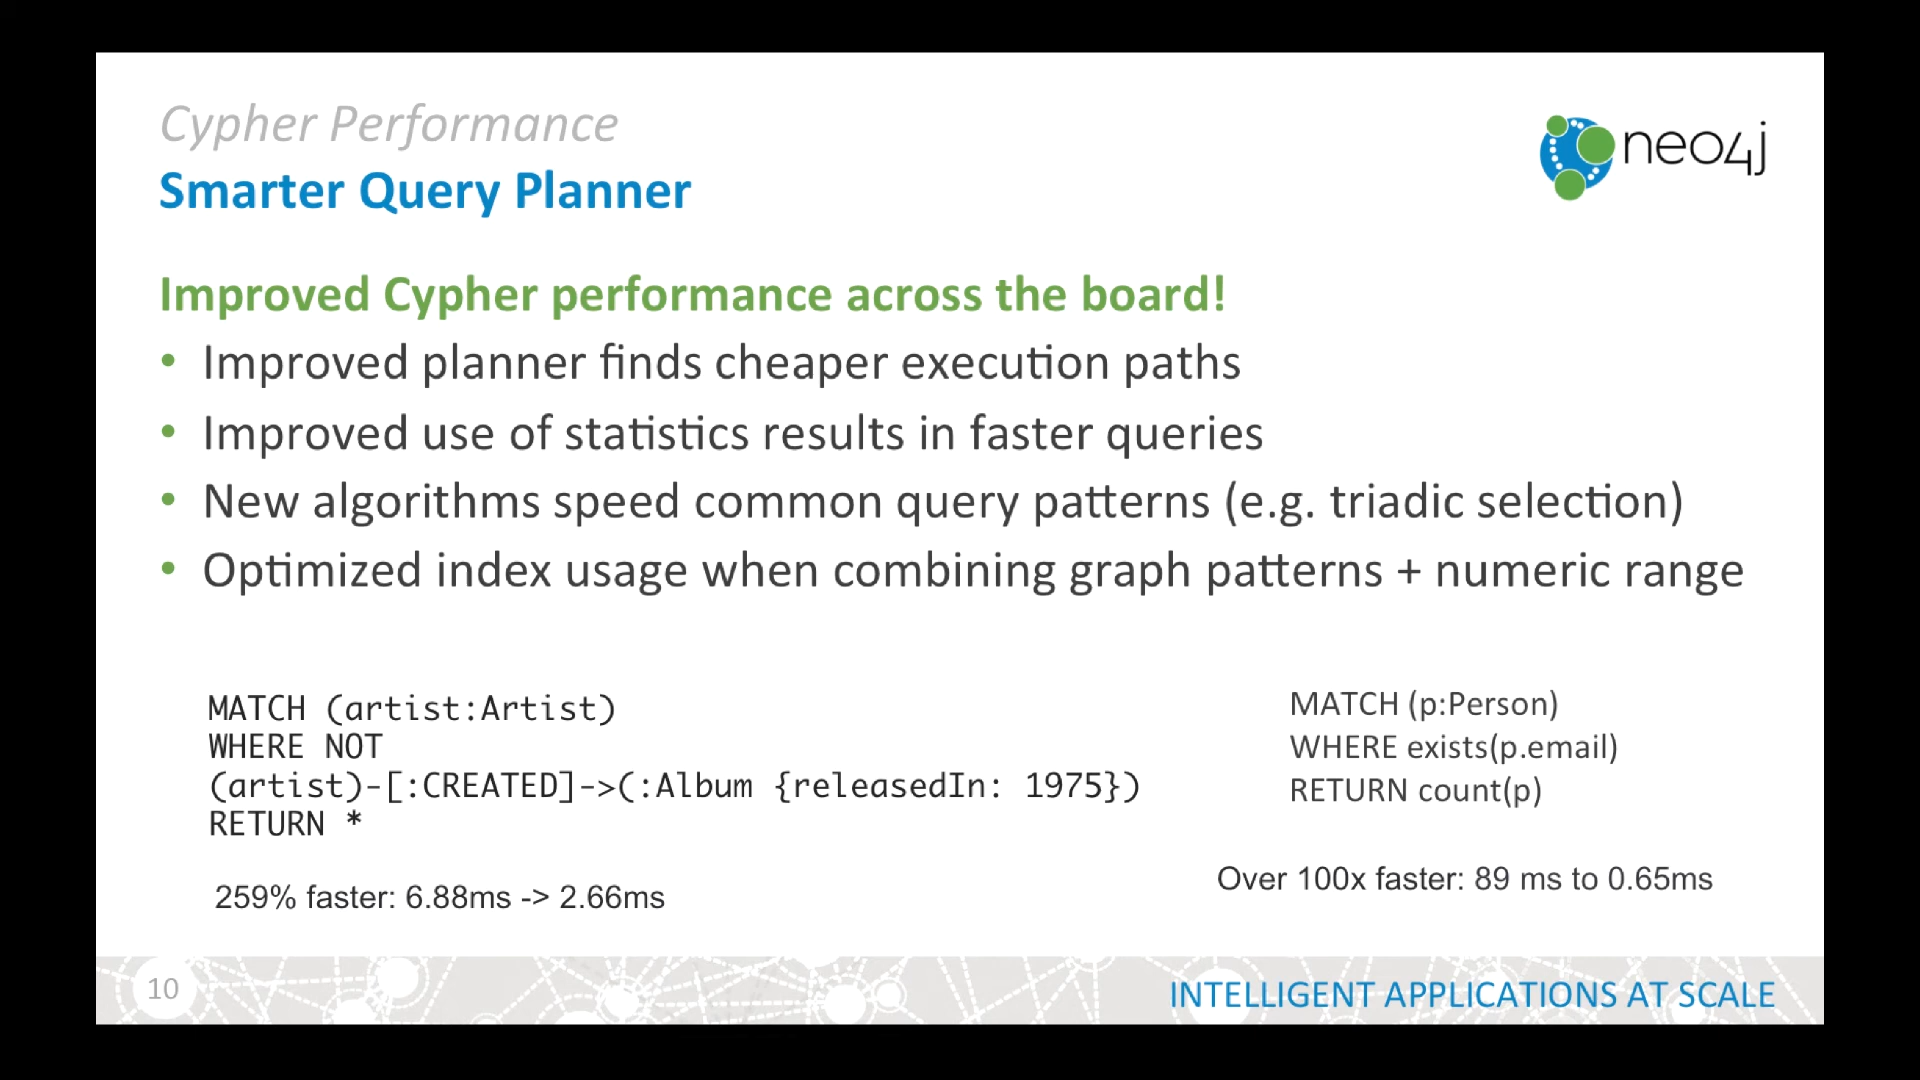 Cypher Performance
Smarter Query Planner
neo4j
Improved Cypher performance across the board!
• Improved planner finds cheaper execution paths
• Improved use of statistics results in faster queries
• New algorithms speed common query patterns (e.g. triadic selection)
• Optimized index usage when combining graph patterns + numeric range
MATCH (artist:Artist)
WHERE NOT
(artist)-[:CREATED]->(:Album {releasedIn: 1975})
RETURN *
259% faster: 6.88ms -> 2.66ms
MATCH (p:Person)
WHERE exists(p.email)
RETURN count(p)
Over 100x faster: 89 ms to 0.65ms
10
INTELLIGENT APPLICATIONS AT SCALE